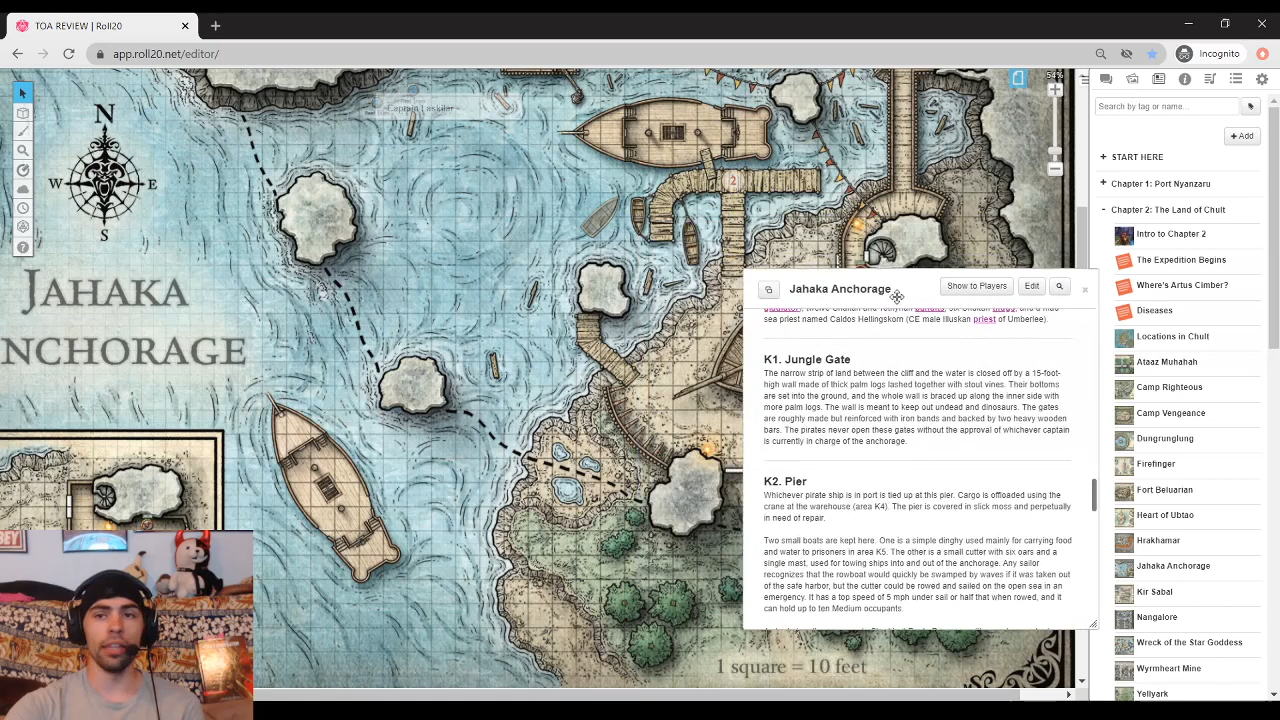 TOA REVIEW | Roll20
app.roll20.net/editor/
Incognito
54%
N
W
E
S
JAHAKA
NCHORAGE
Captain Laskilar
2
Jahaka Anchorage
Show to Players
Edit
sea priest named Caldos Hellingskorn (CE male Illuskan priest of Umberlee).
K1. Jungle Gate
The narrow strip of land between the cliff and the water is closed off by a 15-foot-
high wall made of thick palm logs lashed together with stout vines. Their bottoms
are set into the ground, and the whole wall is braced up along the inner side with
more palm logs. The wall is meant to keep out undead and dinosaurs. The gates
are roughly made but reinforced with iron bands and backed by two heavy wooden
bars. The pirates never open these gates without the approval of whichever captain
is currently in charge of the anchorage.
K2. Pier
Whichever pirate ship is in port is tied up at this pier. Cargo is offloaded using the
crane at the warehouse (area K4). The pier is covered in slick moss and perpetually
in need of repair.
Two small boats are kept here. One is a simple dinghy used mainly for carrying food
and water to prisoners in area K5. The other is a small cutter with six oars and a
single mast, used for towing ships into and out of the anchorage. Any sailor
recognizes that the rowboat would quickly be swamped by waves if it was taken out
of the safe harbor, but the cutter could be rowed and sailed on the open sea in an
emergency. It has a top speed of 5 mph under sail or half that when rowed, and it
can hold up to ten Medium occupants.
1 square = 10 feet
Search by tag or name...
+ Add
+ START HERE
+ Chapter 1: Port Nyanzaru
- Chapter 2: The Land of Chult
Intro to Chapter 2
The Expedition Begins
Where's Artus Cimber?
Diseases
Locations in Chult
Ataaz Muhahah
Camp Righteous
Camp Vengeance
Dungrunglung
Firefinger
Fort Beluarian
Heart of Ubtao
Hrakhamar
Jahaka Anchorage
Kir Sabal
Nangalore
Wreck of the Star Goddess
Wyrmheart Mine
Yellyark